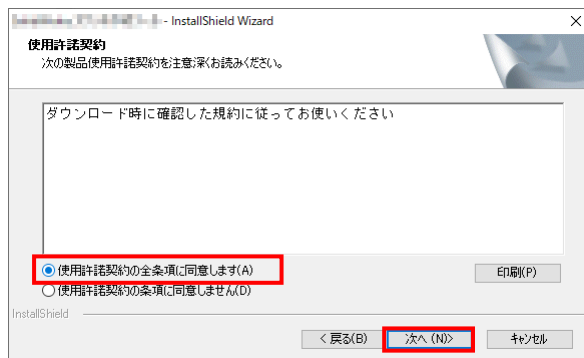 - InstallShield Wizard
使用許諾契約
次の製品使用許諾契約を注意深くお読みください。
ダウンロード時に確認した規約に従ってお使いください
使用許諾契約の全条項に同意します(A)
印刷(P)
使用許諾契約の条項に同意しません(D)
InstallShield
< 戻る(B)
次へ (N)>
キャンセル